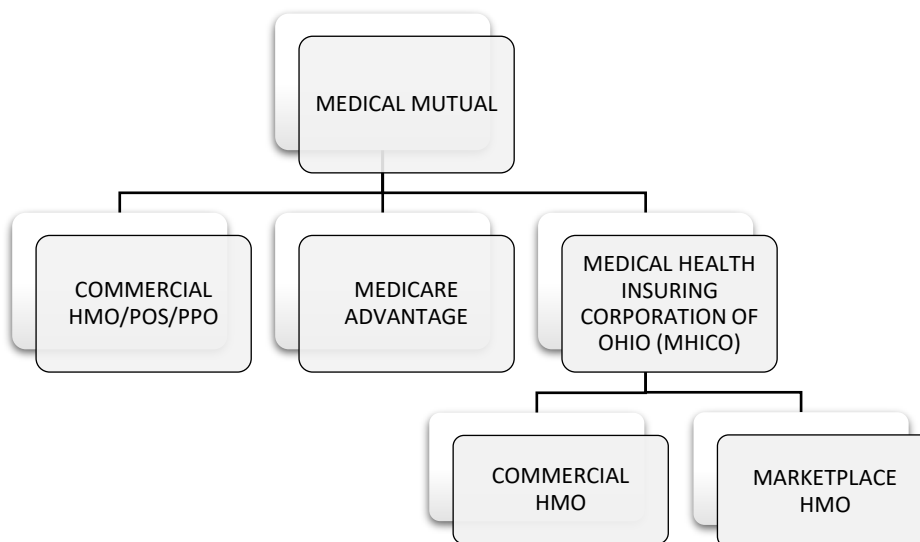 MEDICAL MUTUAL
COMMERCIAL
HMO/POS/PPO
MEDICARE
ADVANTAGE
MEDICAL HEALTH
INSURING
CORPORATION OF
OHIO (MHICO)
COMMERCIAL
HMO
MARKETPLACE
HMO